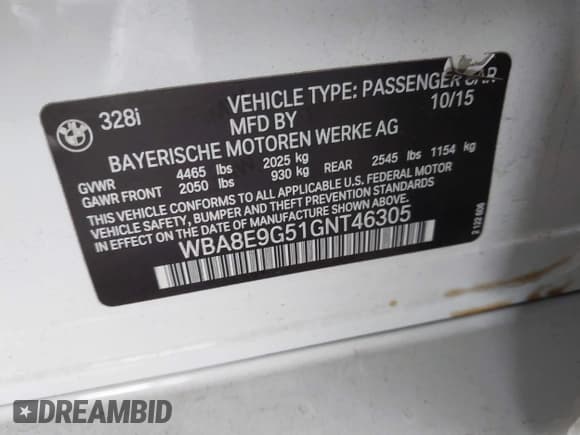 BMW
328i
VEHICLE TYPE: PASSENGER CAR
MFD BY
10/15
BAYERISCHE MOTOREN WERKE AG
GVWR 4465 lbs 2025 kg
GAWR FRONT 2050 lbs 930 kg REAR 2545 lbs 1154 kg
THIS VEHICLE CONFORMS TO ALL APPLICABLE U.S. FEDERAL MOTOR
VEHICLE SAFETY, BUMPER AND THEFT PREVENTION STANDARDS
IN EFFECT ON THE DATE OF MANUFACTURE SHOWN ABOVE.
WBA8E9G51GNT46305
DREAMBID